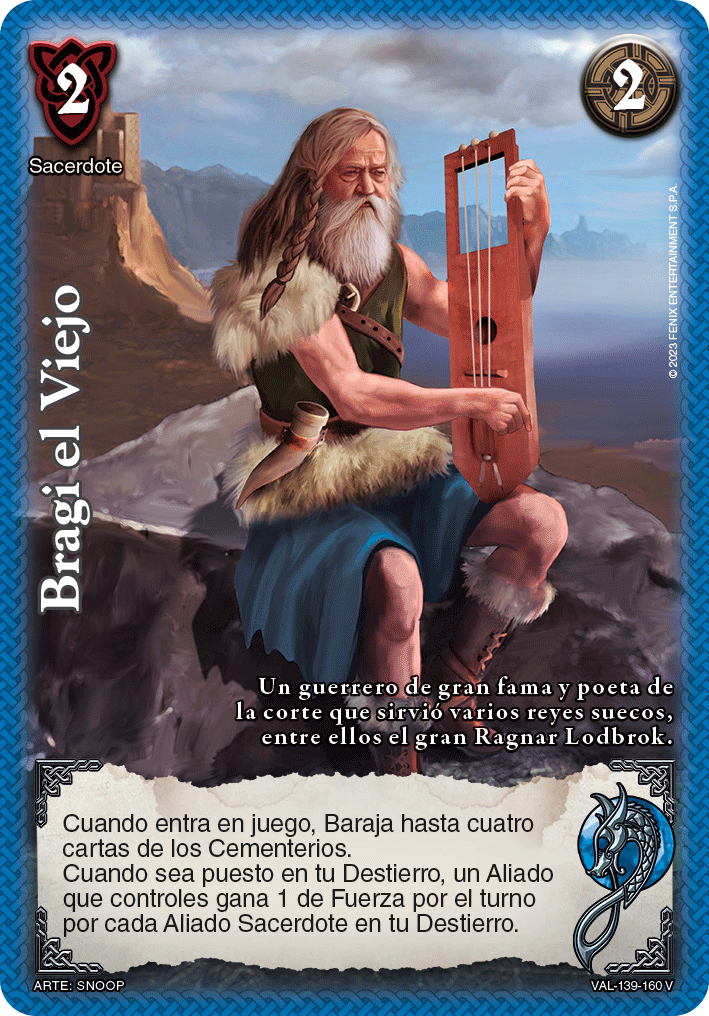 2
2
Sacerdote
© 2023 FENIX ENTERTAINMENT S.P.A.
Bragi el Viejo
Un guerrero de gran fama y poeta de
la corte que sirvió varios reyes suecos,
entre ellos el gran Ragnar Lodbrok.
Cuando entra en juego, Baraja hasta cuatro
cartas de los Cementerios.
Cuando sea puesto en tu Destierro, un Aliado
que controles gana 1 de Fuerza por el turno
por cada Aliado Sacerdote en tu Destierro.
ARTE: SNOOP
VAL-139-160 V